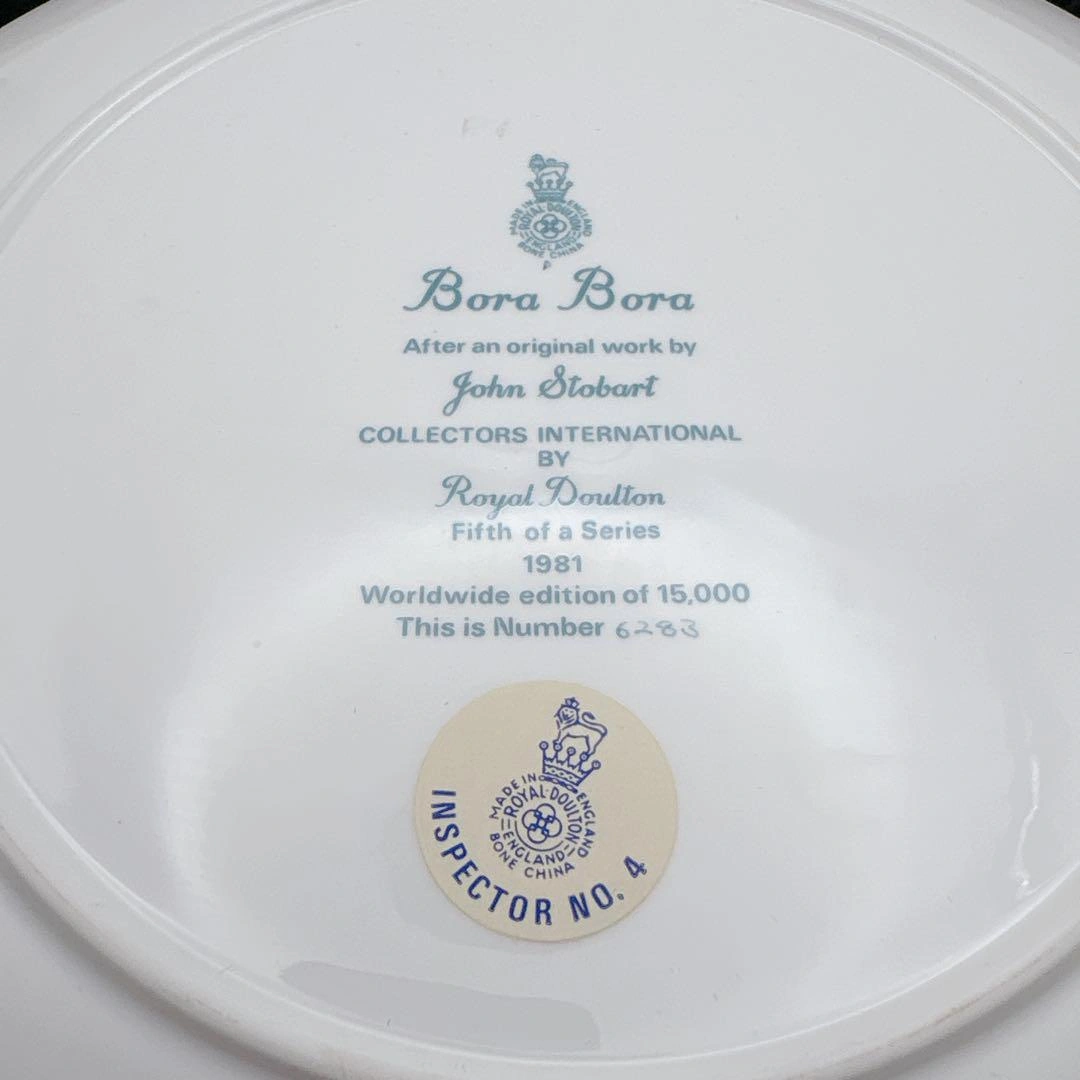 MADE IN ENGLAND
ROYAL DOULTON
ENGLAND
BONE CHINA
Bora Bora
After an original work by
John Stobart
COLLECTORS INTERNATIONAL
BY
Royal Doulton
Fifth of a Series
1981
Worldwide edition of 15,000
This is Number 6283
MADE IN ENGLAND
ROYAL·DOULTON
ENGLAND
BONE CHINA
INSPECTOR NO. 4